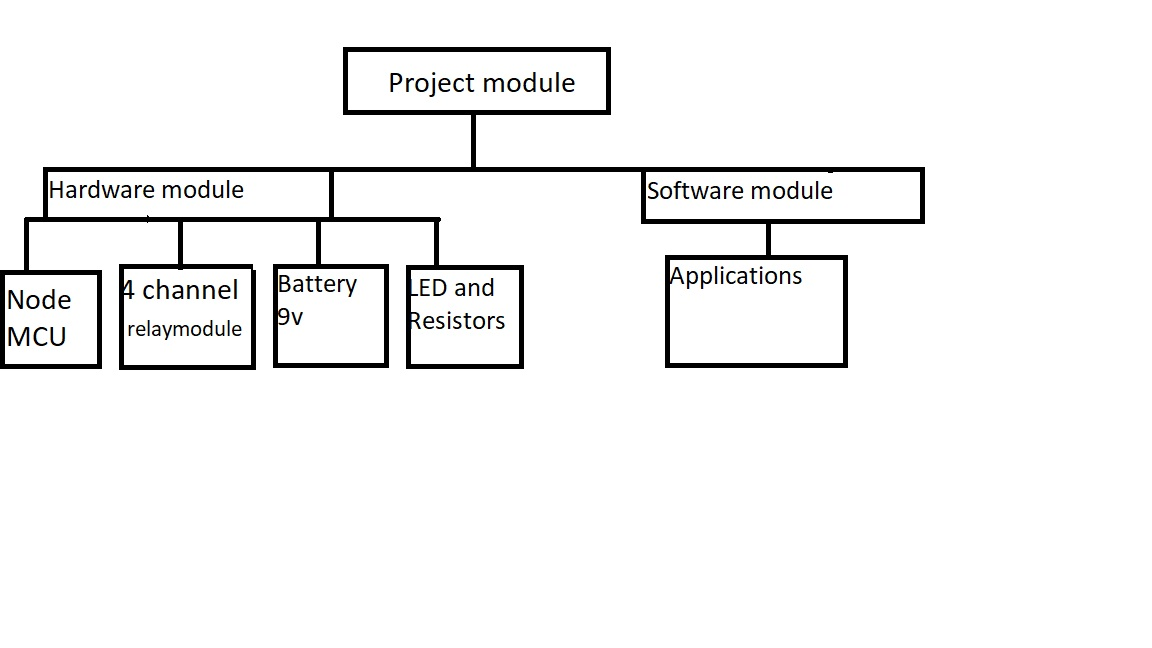 Project module
Hardware module
Software module
Node
MCU
4 channel
relaymodule
Battery
9v
LED and
Resistors
Applications